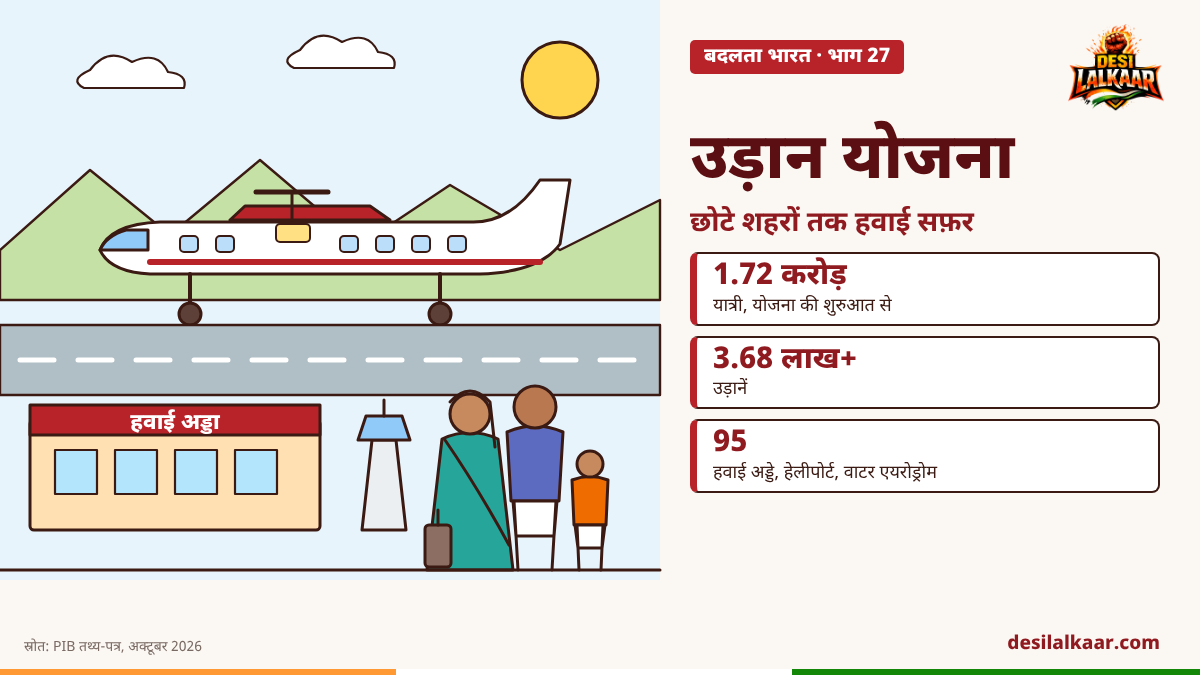 बदलता भारत · भाग 27
DESI
LALKAAR
उड़ान योजना
छोटे शहरों तक हवाई सफ़र
1.72 करोड़
यात्री, योजना की शुरुआत से
3.68 लाख+
उड़ानें
95
हवाई अड्डे, हेलीपोर्ट, वाटर एयरोड्रोम
हवाई अड्डा
स्रोत: PIB तथ्य-पत्र, अक्टूबर 2026
desilalkaar.com